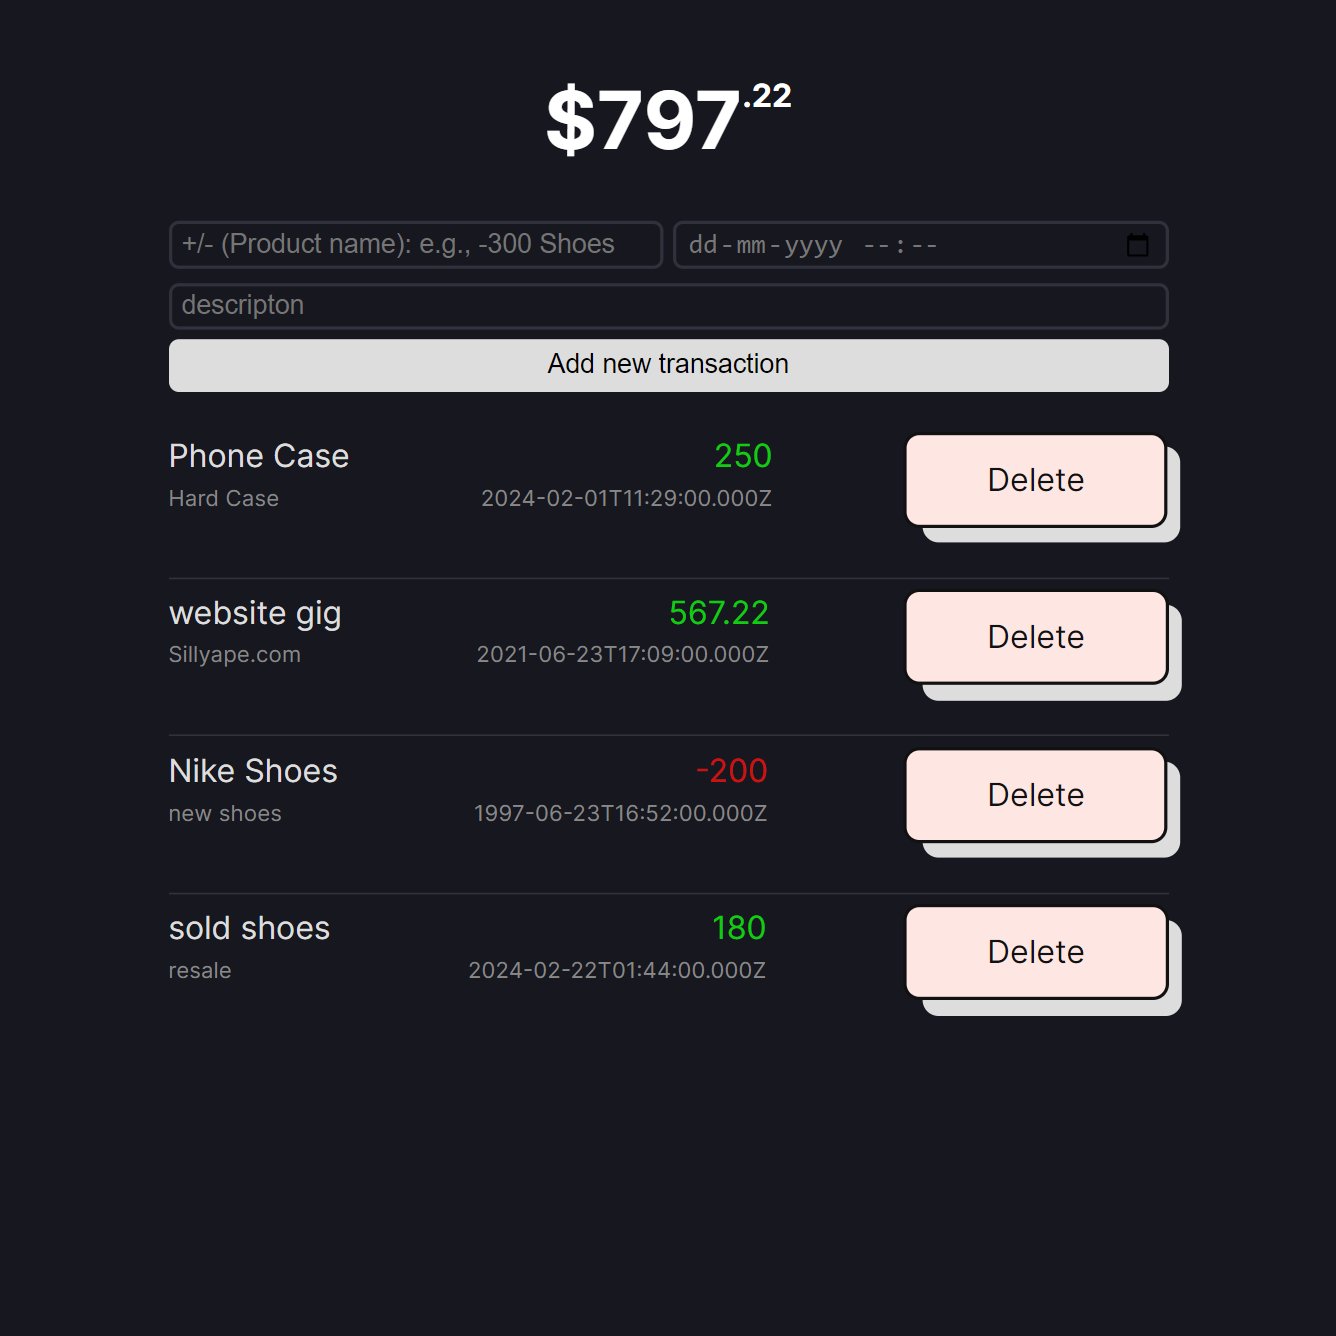 $797.22
+/- (Product name): e.g., -300 Shoes
dd-mm-yyyy --:--
descripton
Add new transaction
Phone Case 250
Hard Case 2024-02-01T11:29:00.000Z
Delete
website gig 567.22
Sillyape.com 2021-06-23T17:09:00.000Z
Delete
Nike Shoes -200
new shoes 1997-06-23T16:52:00.000Z
Delete
sold shoes 180
resale 2024-02-22T01:44:00.000Z
Delete